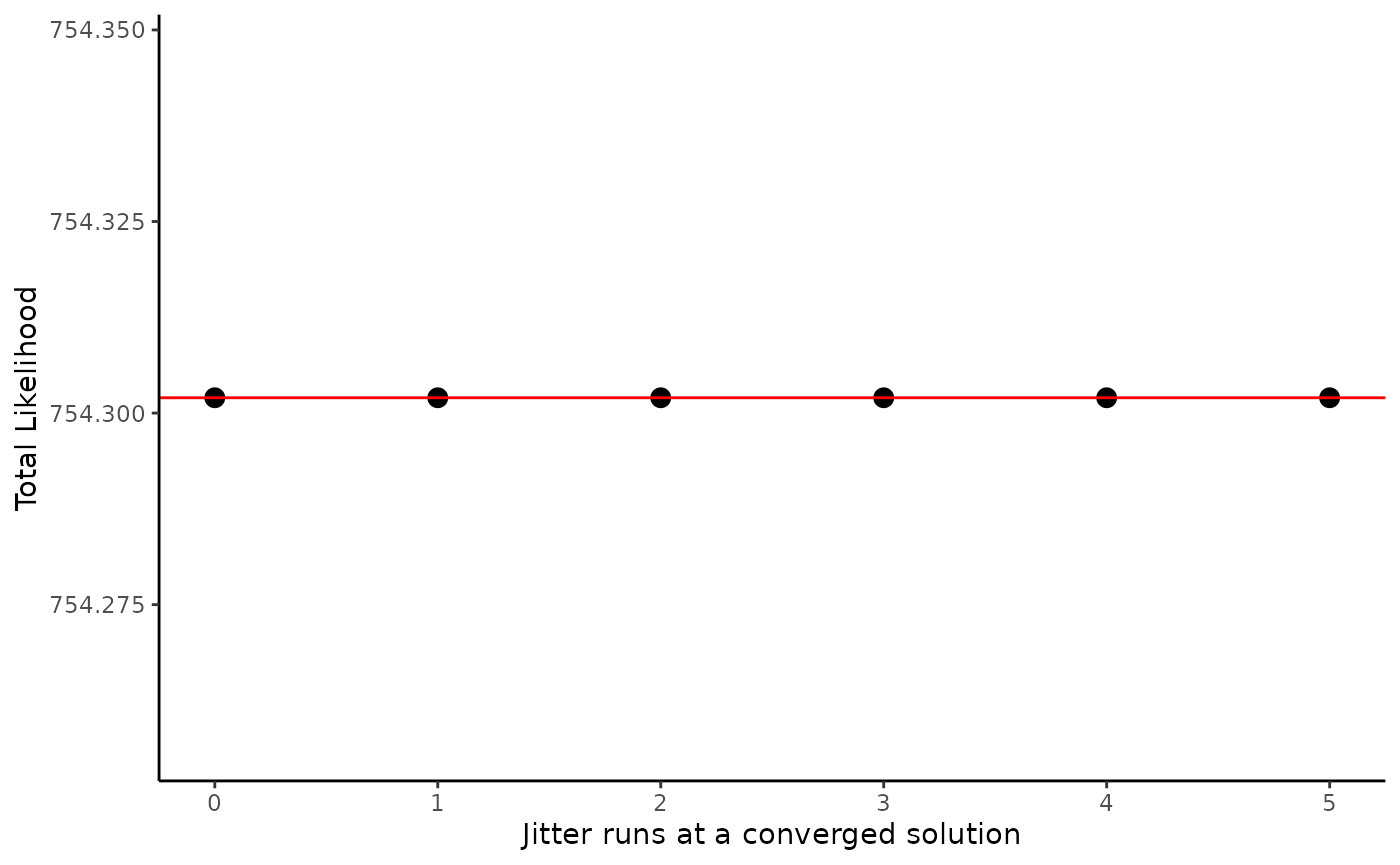 754.350
754.325
754.300
754.275
Total Likelihood
0 1 2 3 4 5
Jitter runs at a converged solution